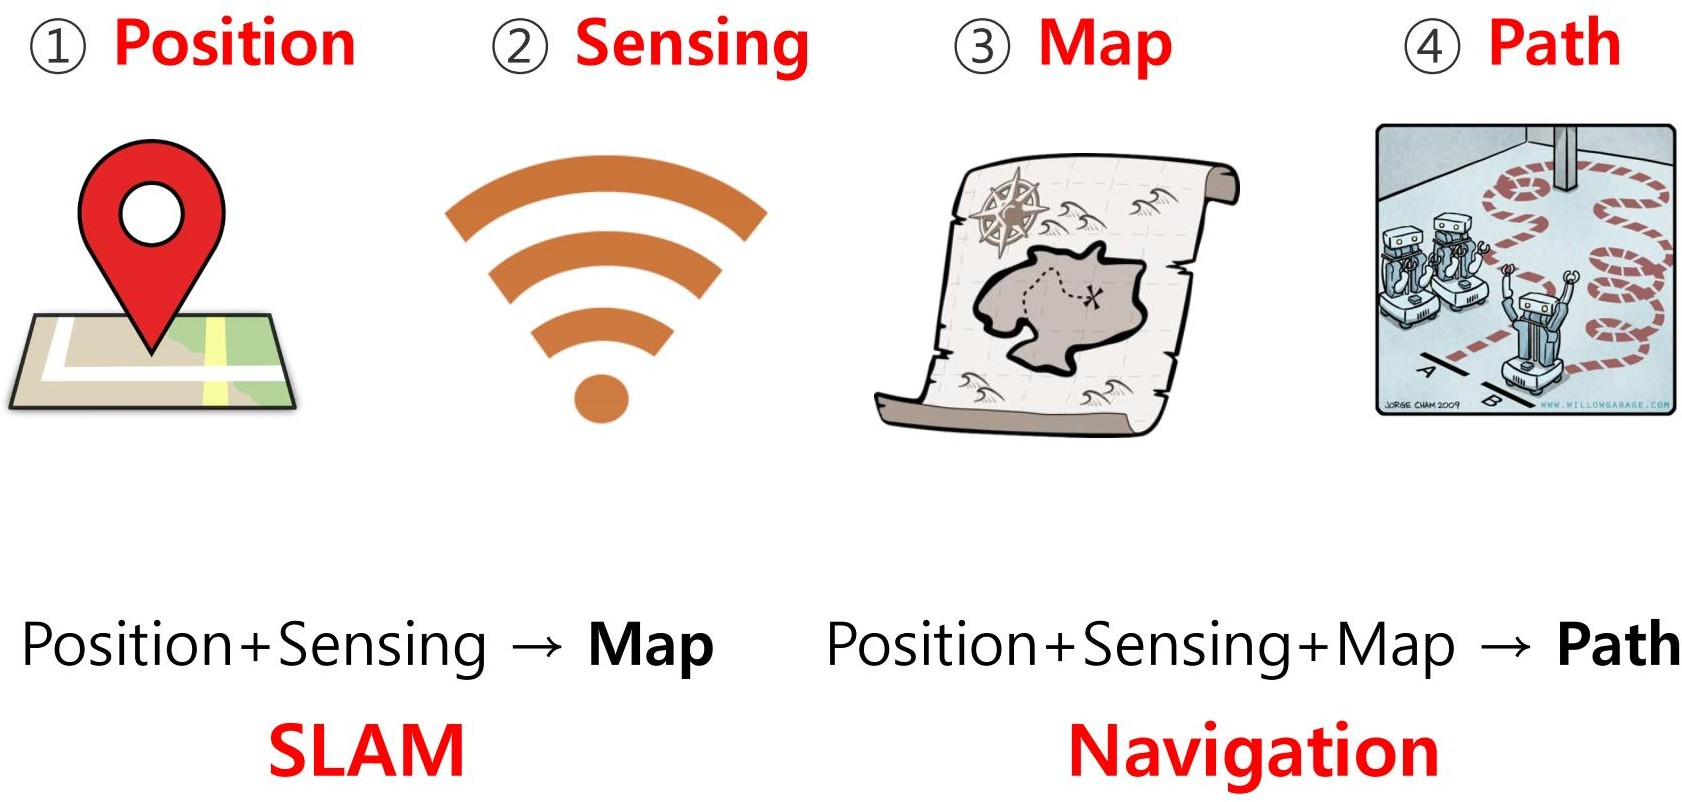 ① Position
② Sensing
③ Map
④ Path
A
B
JORGE CHAM 2009
WWW.WILLOWGARAGE.COM
Position+Sensing → Map
Position+Sensing+Map → Path
SLAM
Navigation